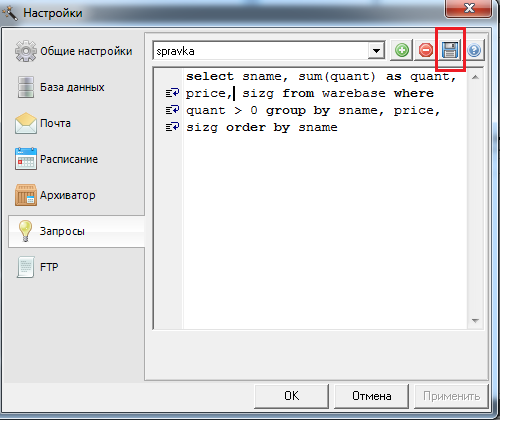 Настройки
Общие настройки
База данных
Почта
Расписание
Архиватор
Запросы
FTP
spravka
select sname, sum(quant) as quant,
price, sizg from warebase where
quant > 0 group by sname, price,
sizg order by sname
OK
Отмена
Применить